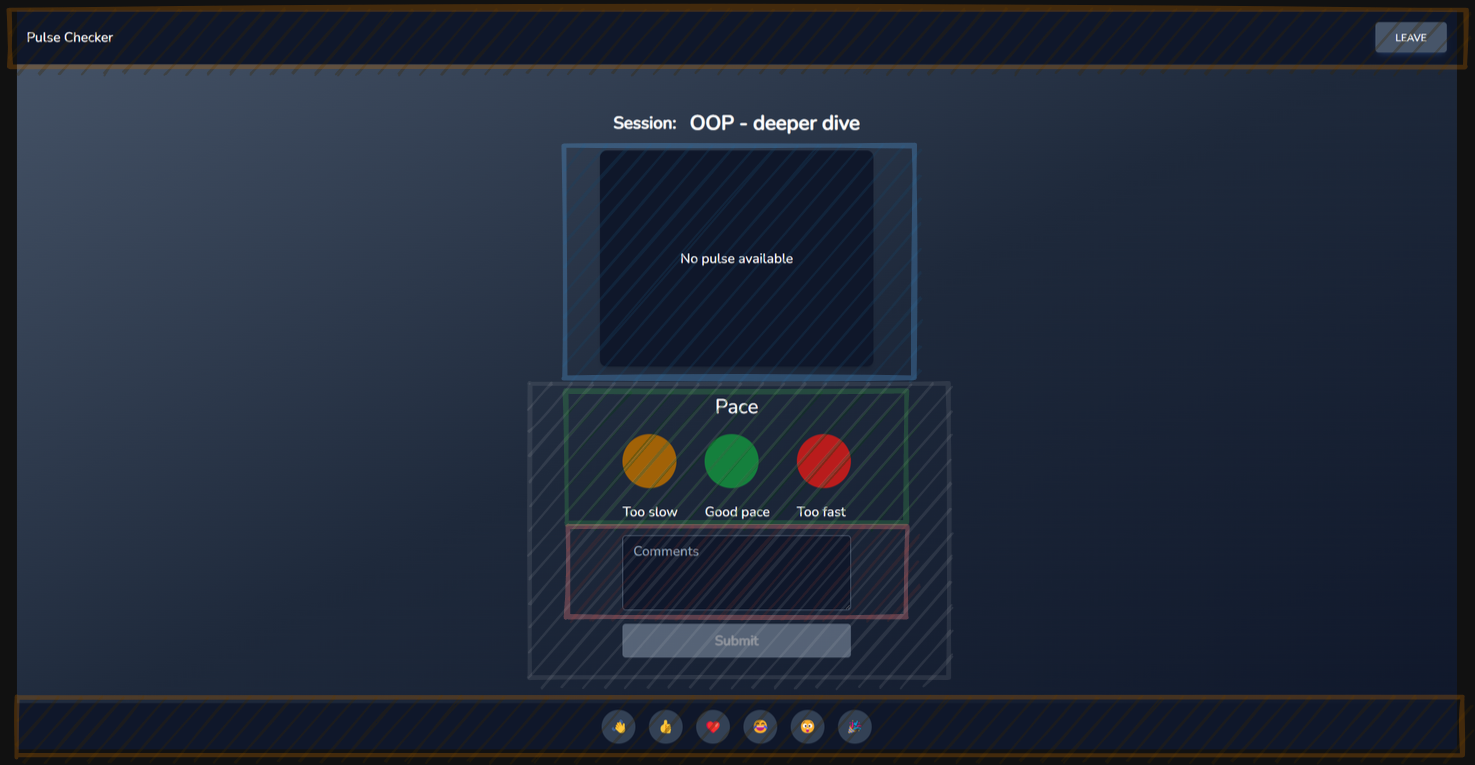 Pulse Checker
LEAVE
Session: OOP - deeper dive
No pulse available
Pace
Too slow Good pace Too fast
Comments
Submit